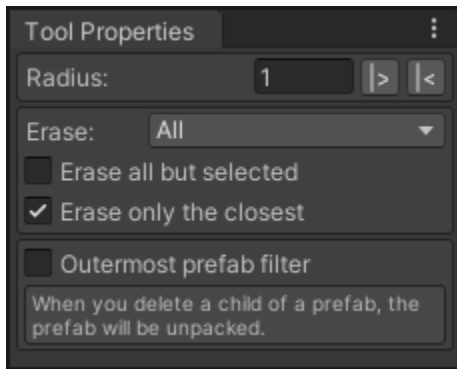 Tool Properties
Radius: 1 |> |<
Erase: All
Erase all but selected
Erase only the closest
Outermost prefab filter
When you delete a child of a prefab, the
prefab will be unpacked.